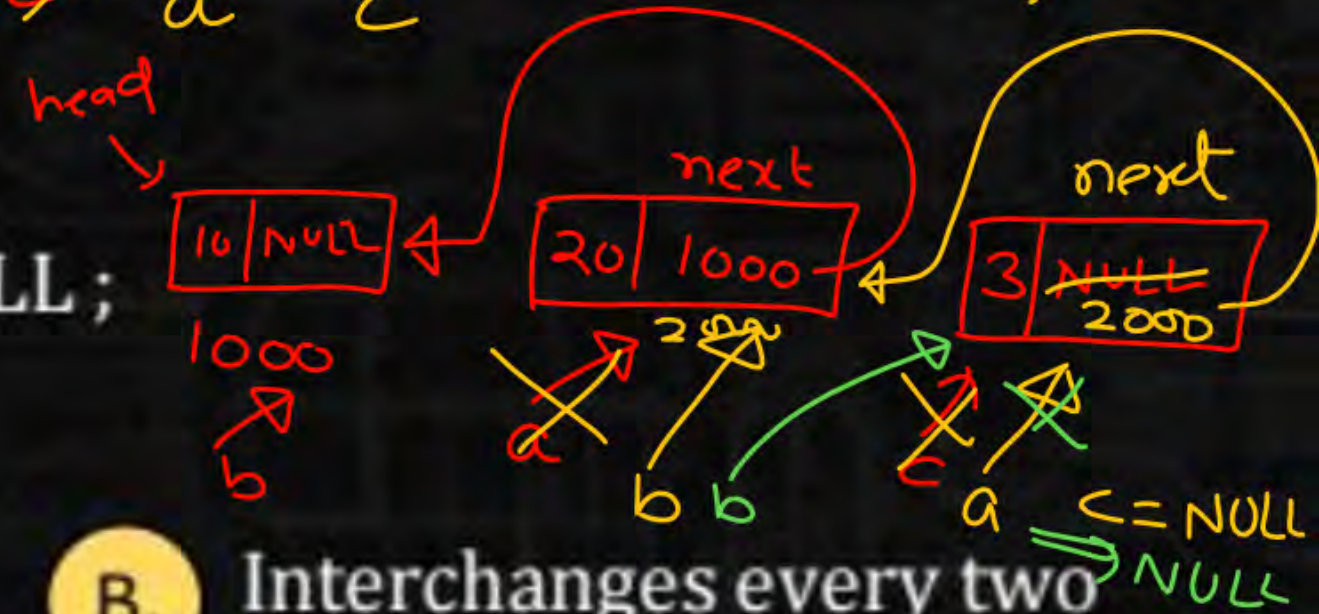 a c
head
next next
10 NULL 20 1000 3 NULL
2000
LL;
1000
a c
b b b a C = NULL
NULL
B Interchanges every two